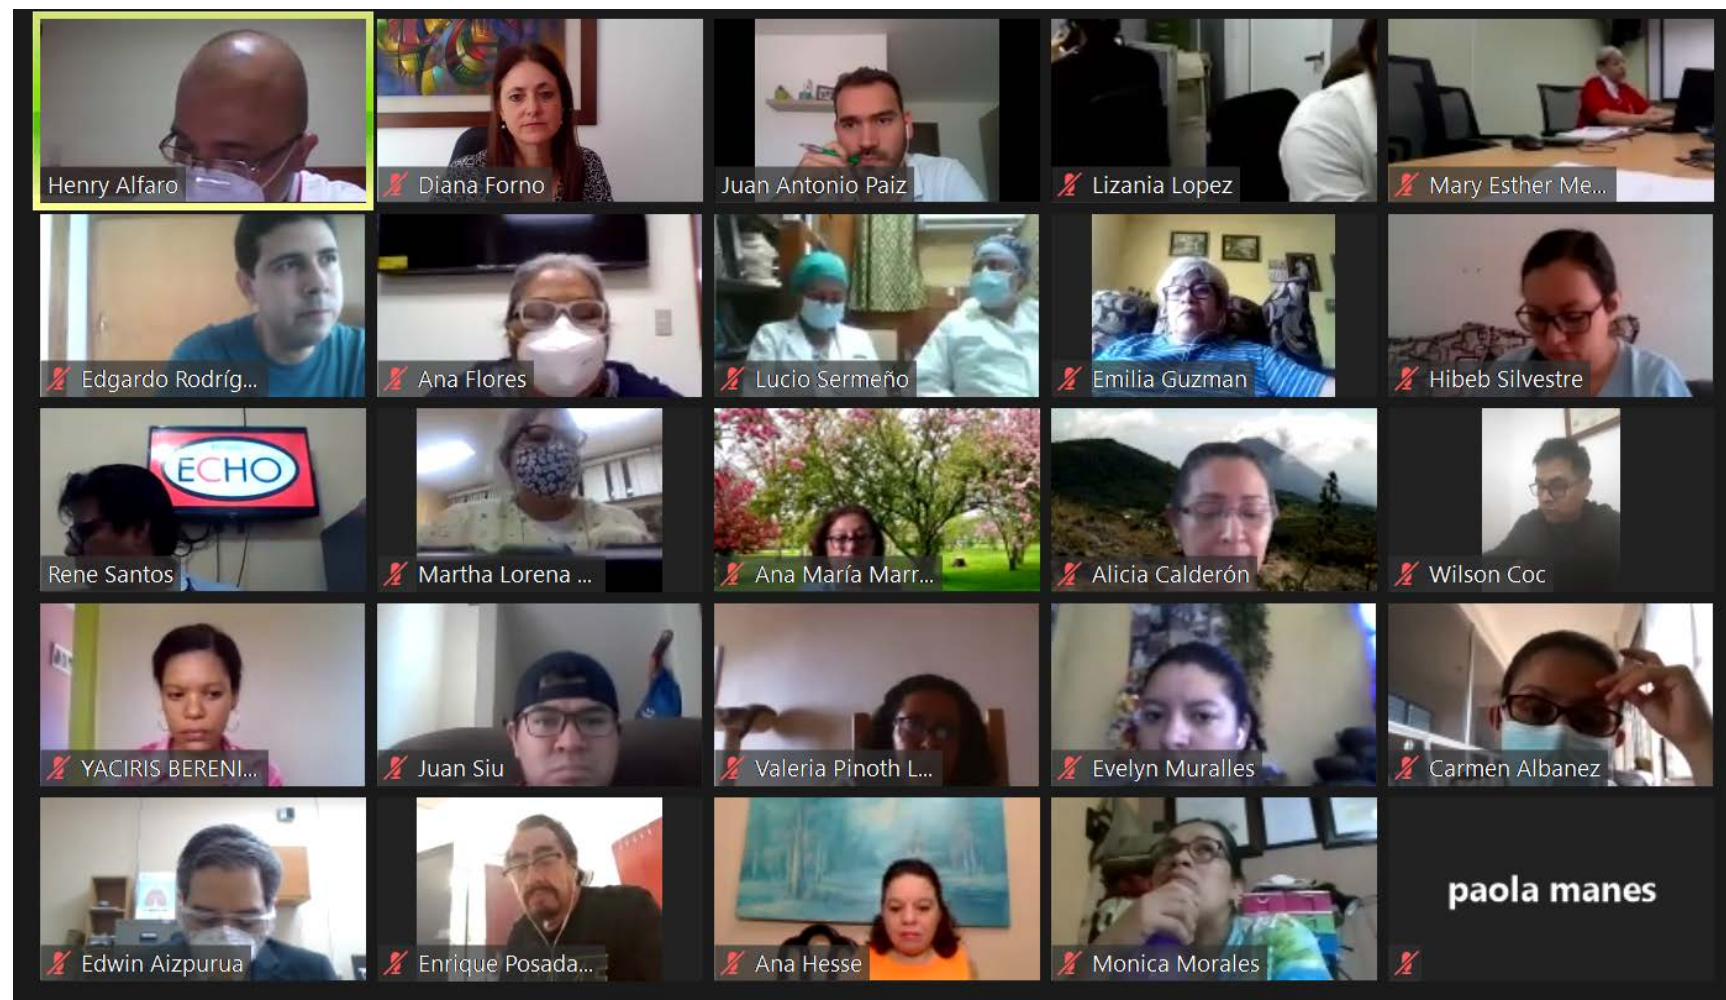 Henry Alfaro
Diana Forno
Juan Antonio Paiz
Lizania Lopez
Mary Esther Me...
Edgardo Rodríg...
Ana Flores
Lucio Sermeño
Emilia Guzman
Hibeb Silvestre
ECHO
Rene Santos
Martha Lorena ...
Ana María Marr...
Alicia Calderón
Wilson Coc
YACIRIS BERENI...
Juan Siu
Valeria Pinoth L...
Evelyn Muralles
Carmen Albanez
Edwin Aizpurua
Enrique Posada...
Ana Hesse
Monica Morales
paola manes